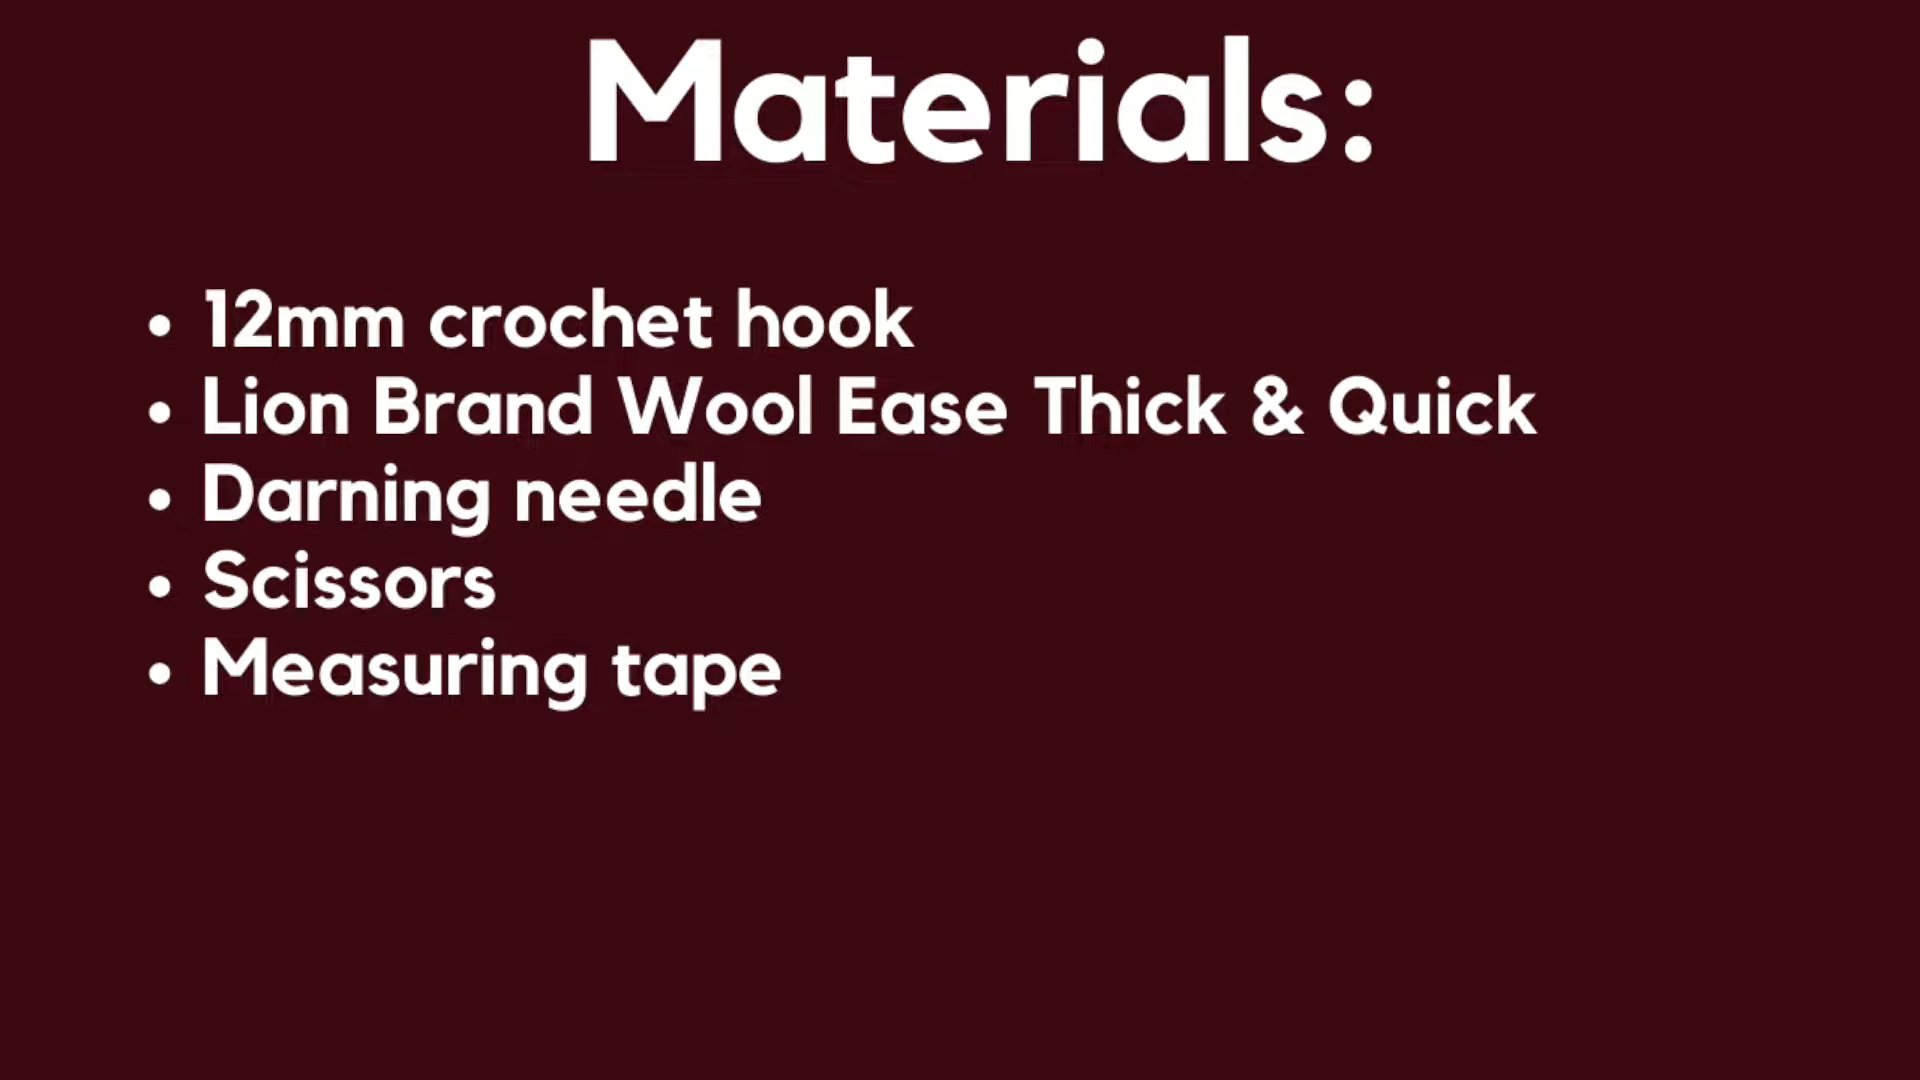 Materials:
• 12mm crochet hook
• Lion Brand Wool Ease Thick & Quick
• Darning needle
• Scissors
• Measuring tape